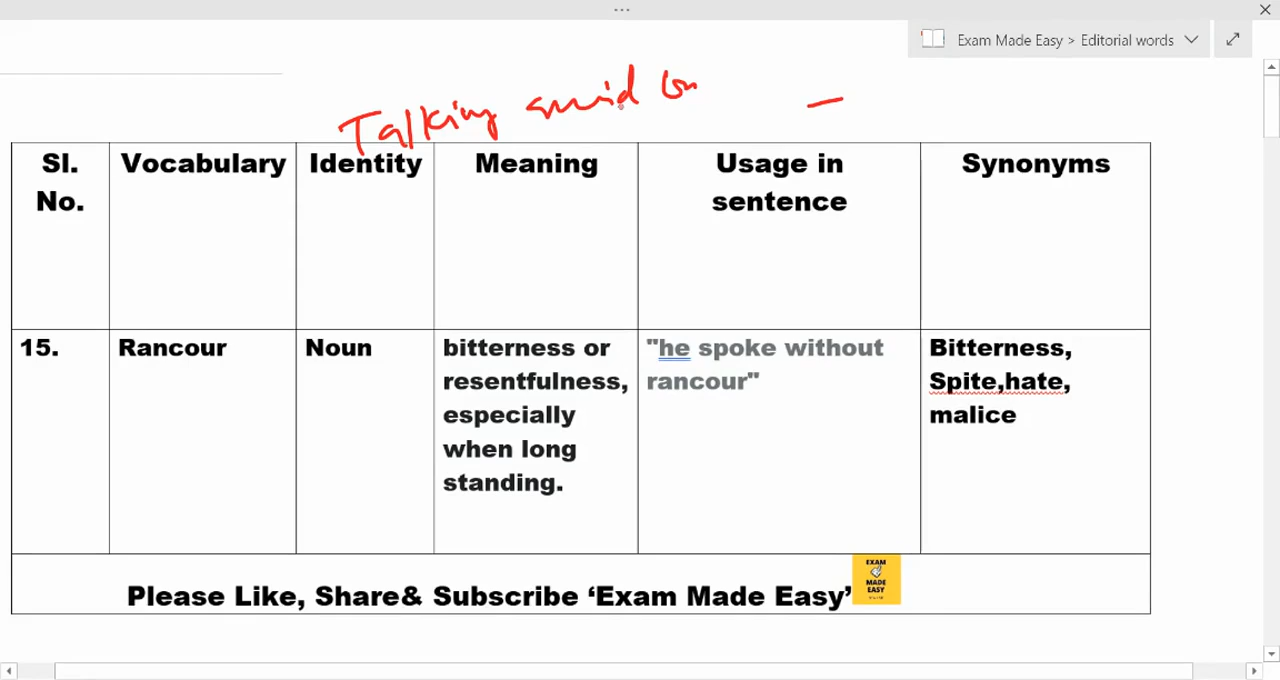 Exam Made Easy > Editorial words
Talking amid
Sl. No.
Vocabulary
Identity
Meaning
Usage in
sentence
Synonyms
15.
Rancour
Noun
bitterness or
resentfulness,
especially
when long
standing.
"he spoke without
rancour"
Bitterness,
Spite,hate,
malice
Please Like, Share& Subscribe ‘Exam Made Easy’
EXAM
MADE
EASY